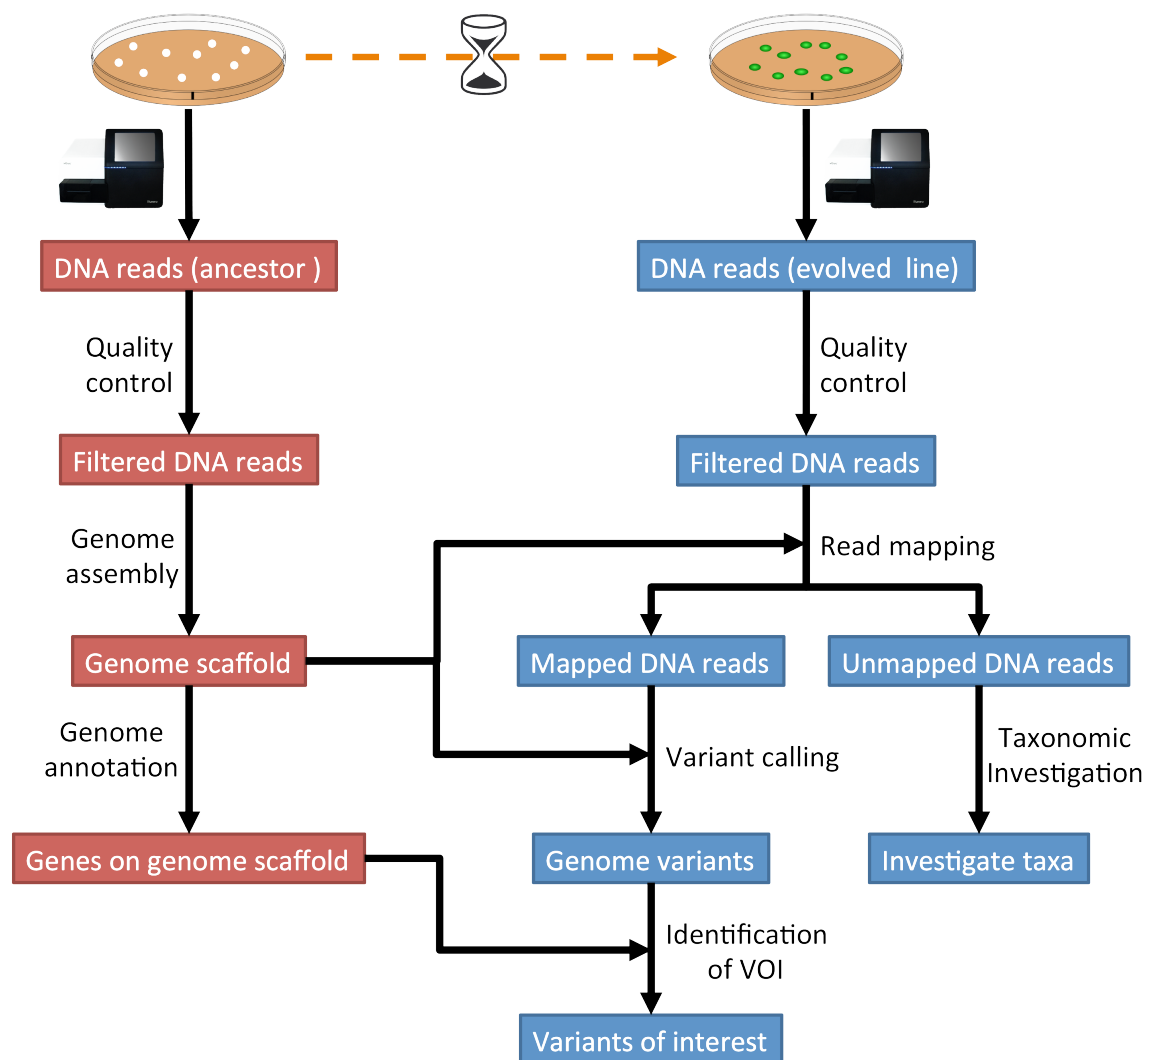 DNA reads (ancestor )
DNA reads (evolved line)
Quality
control
Quality
control
Filtered DNA reads
Filtered DNA reads
Genome
assembly
Read mapping
Genome scaffold
Mapped DNA reads
Unmapped DNA reads
Genome
annotation
Variant calling
Taxonomic
Investigation
Genes on genome scaffold
Genome variants
Investigate taxa
Identification
of VOI
Variants of interest